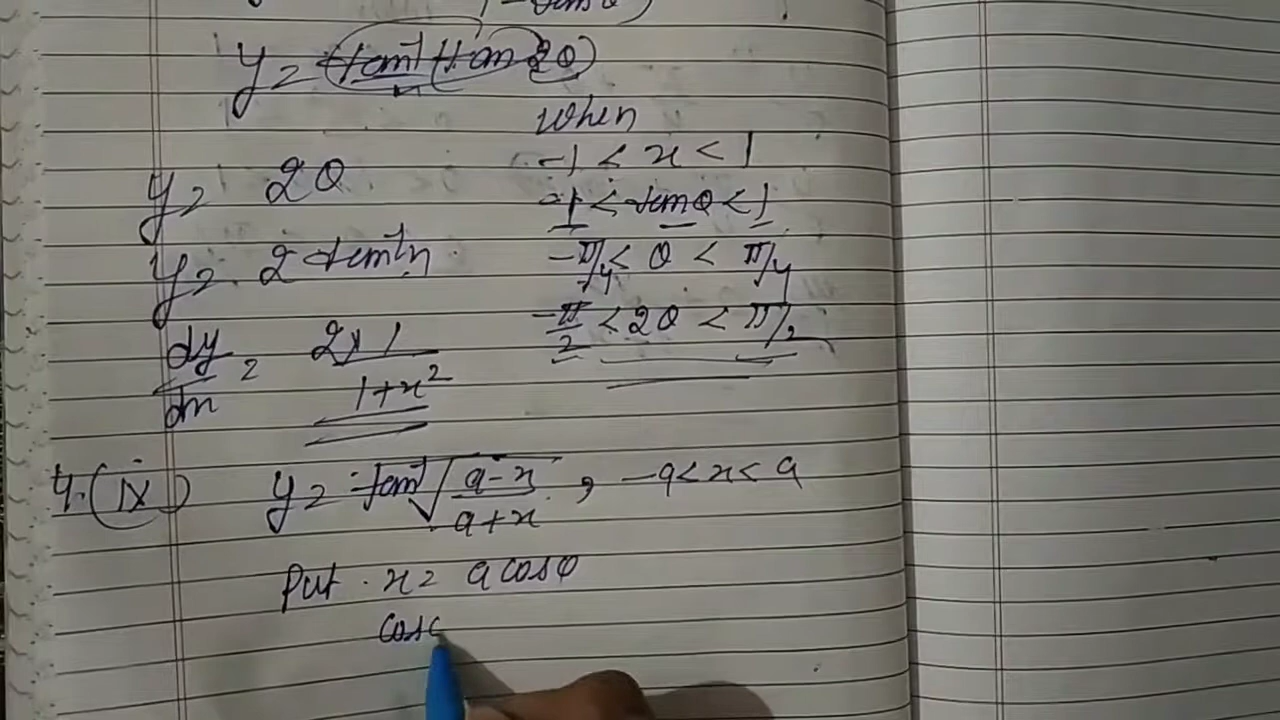 y = tan⁻¹(tan 2θ)
when
-1 < x < 1
y = 2θ
-1 < tanθ < 1
y = 2 tan⁻¹x
-π/4 < θ < π/4
-π/2 < 2θ < π/2
dy/dx = 2×1/1+x²
4.(ix) y = tan⁻¹√(a-x/a+x) , -a<x<a
Put x = a cosθ
cos